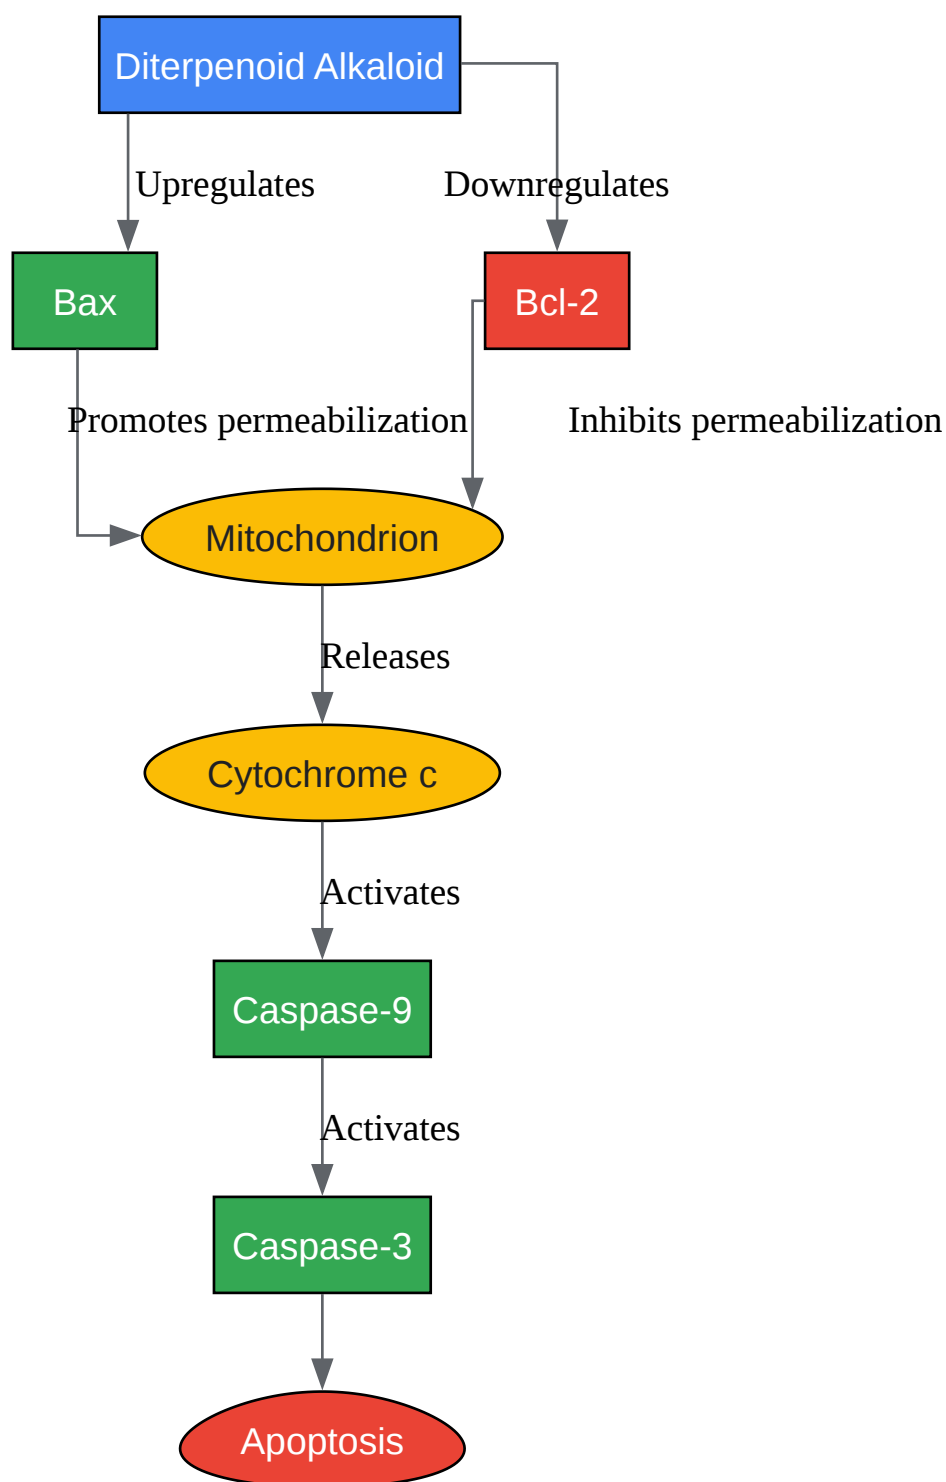 Diterpenoid Alkaloid
Upregulates
Downregulates
Bax
Bcl-2
Promotes permeabilization
Inhibits permeabilization
Mitochondrion
Releases
Cytochrome c
Activates
Caspase-9
Activates
Caspase-3
Apoptosis